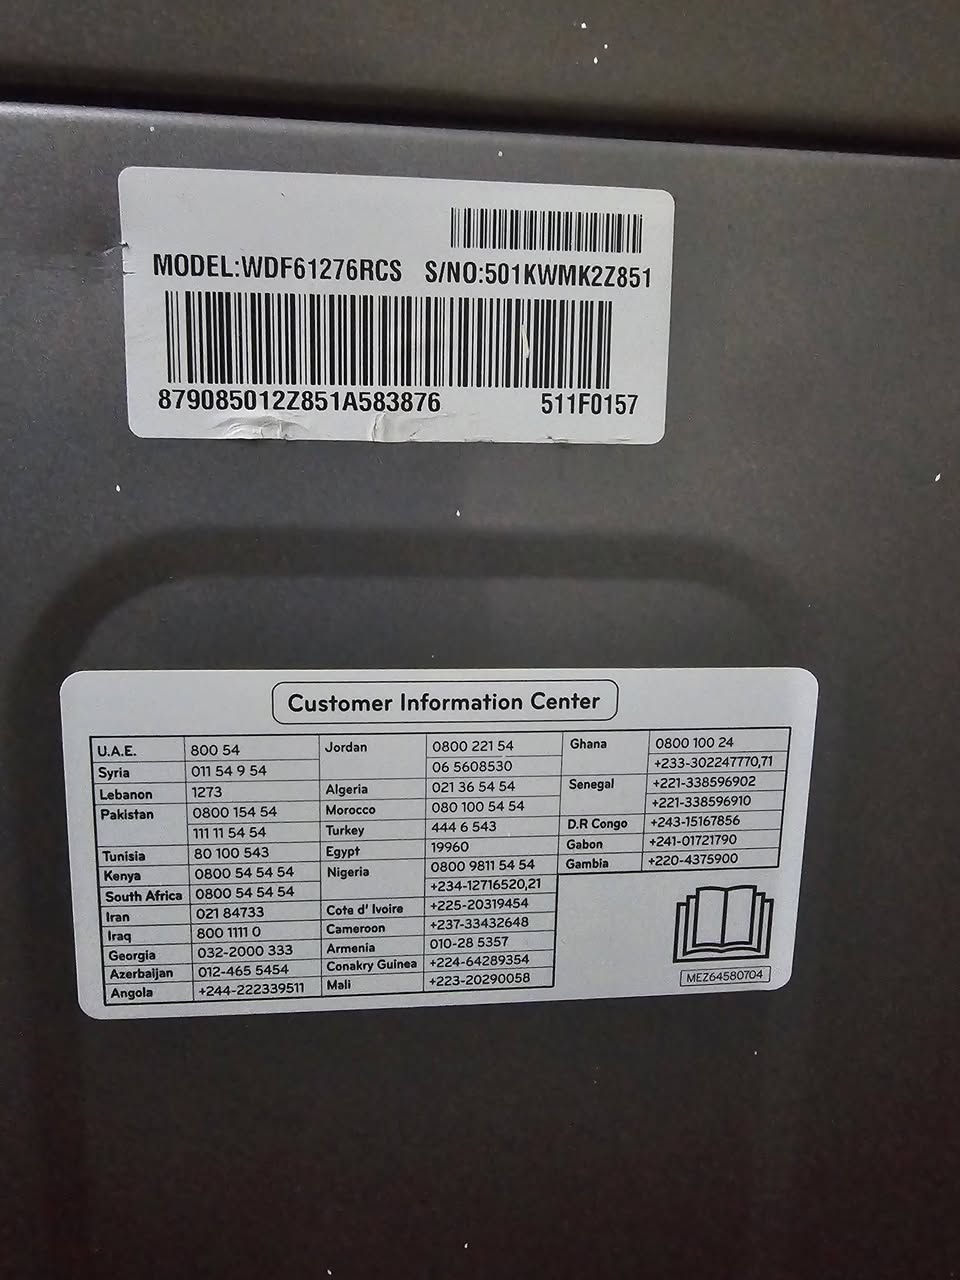 MODEL:WDF61276RCS S/NO:501KWMK2Z851
879085012Z851A583876 511F0157
Customer Information Center
U.A.E. 800 54
Syria 011 54 9 54
Lebanon 1273
Pakistan 0800 154 54
111 11 54 54
Tunisia 80 100 543
Kenya 0800 54 54 54
South Africa 0800 54 54 54
Iran 021 84733
Iraq 800 1111 0
Georgia 032-2000 333
Azerbaijan 012-465 5454
Angola +244-222339511
Jordan 0800 221 54
06 5608530
Algeria 021 36 54 54
Morocco 080 100 54 54
Turkey 444 6 543
Egypt 19960
Nigeria 0800 9811 54 54
+234-12716520,21
Cote d' Ivoire +225-20319454
Cameroon +237-33432648
Armenia 010-28 5357
Conakry Guinea +224-64289354
Mali +223-20290058
Ghana 0800 100 24
+233-302247770,71
Senegal +221-338596902
+221-338596910
D.R Congo +243-15167856
Gabon +241-01721790
Gambia +220-4375900
MEZ64580704